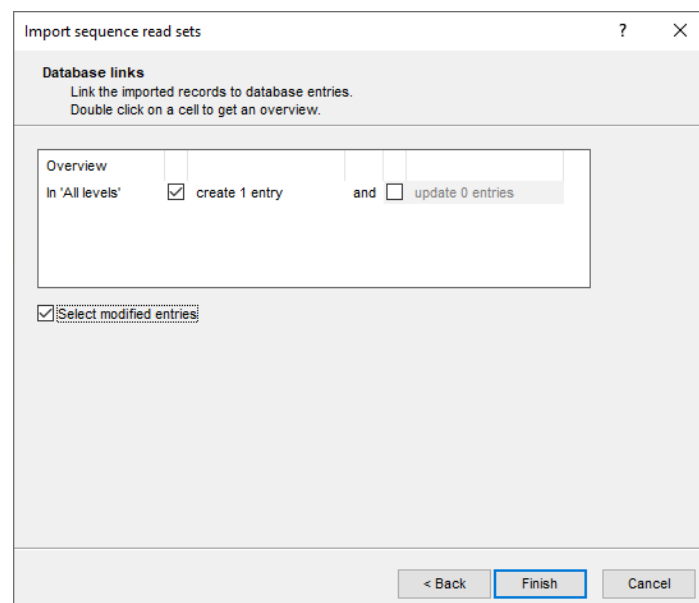 Import sequence read sets
?
Database links
Link the imported records to database entries.
Double click on a cell to get an overview.
Overview
In 'All levels' create 1 entry and update 0 entries
Select modified entries
< Back Finish Cancel